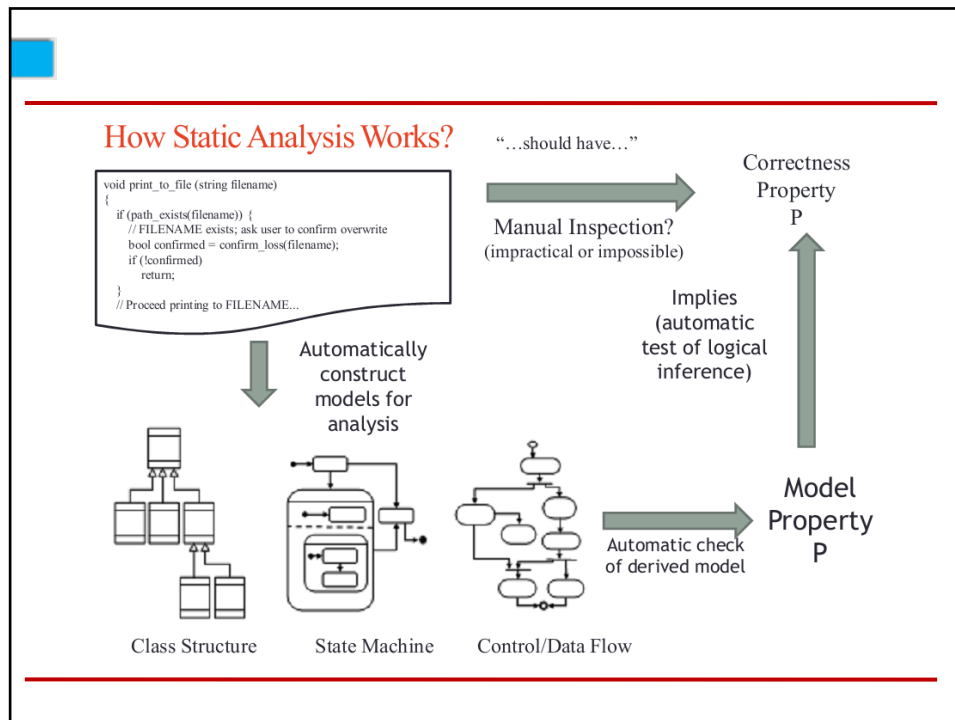 How Static Analysis Works?
void print_to_file (string filename)
{
if (path_exists(filename)) {
// FILENAME exists; ask user to confirm overwrite
bool confirmed = confirm_loss(filename);
if (!confirmed)
return;
}
// Proceed printing to FILENAME...
“…should have…”
Manual Inspection?
(impractical or impossible)
Correctness
Property
P
Implies
(automatic
test of logical
inference)
Automatically
construct
models for
analysis
Model
Property
P
Automatic check
of derived model
Class Structure
State Machine
Control/Data Flow